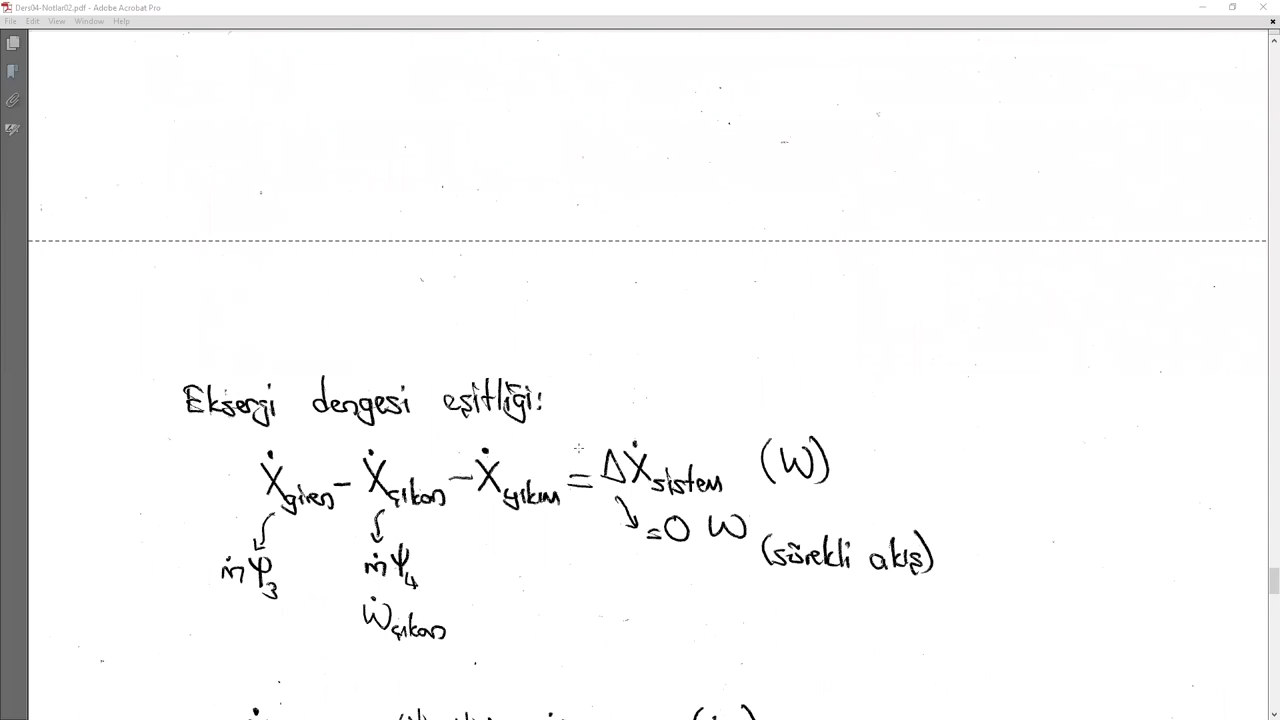 Ders04-Notlar02.pdf - Adobe Acrobat Pro
File Edit View Window Help
Eksergi dengesi eşitliği:
Ẋgiren - Ẋçıkan - Ẋyıkım = ΔẊsistem (W)
=0 W
(sürekli akış)
ṁψ3 ṁψ4
Ẇçıkan